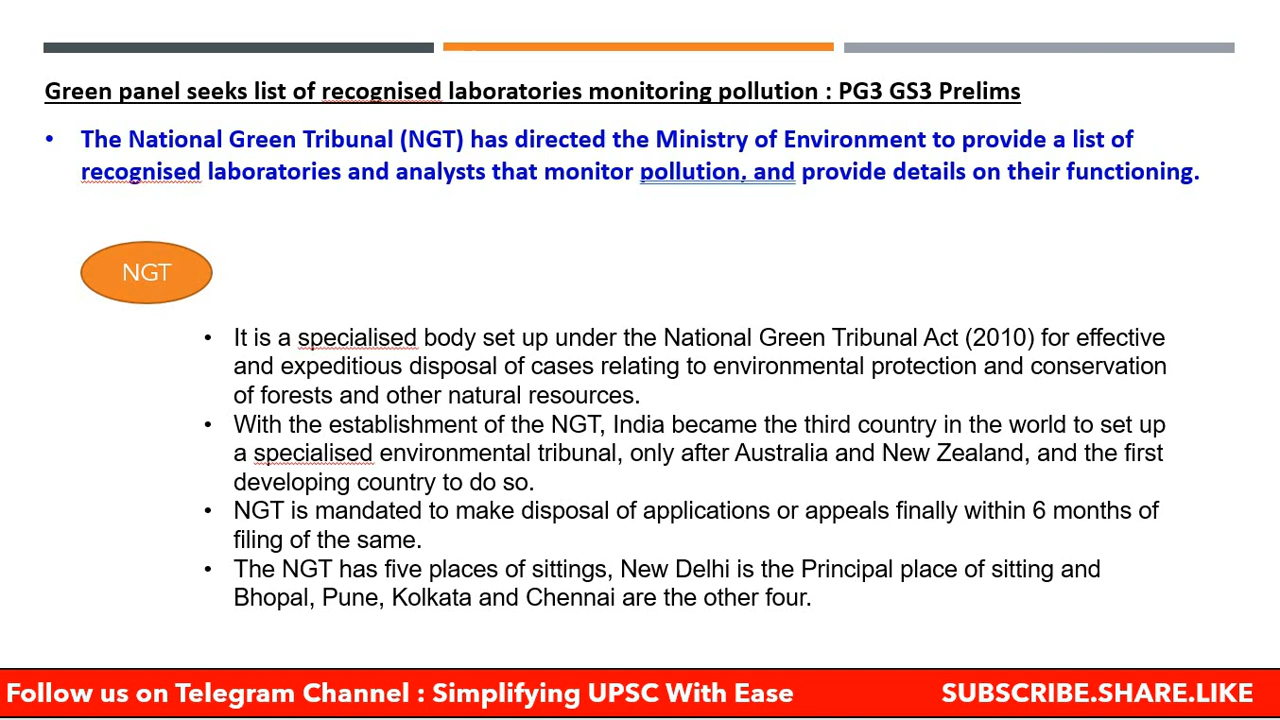 Green panel seeks list of recognised laboratories monitoring pollution : PG3 GS3 Prelims
• The National Green Tribunal (NGT) has directed the Ministry of Environment to provide a list of
recognised laboratories and analysts that monitor pollution, and provide details on their functioning.
NGT
• It is a specialised body set up under the National Green Tribunal Act (2010) for effective
and expeditious disposal of cases relating to environmental protection and conservation
of forests and other natural resources.
• With the establishment of the NGT, India became the third country in the world to set up
a specialised environmental tribunal, only after Australia and New Zealand, and the first
developing country to do so.
• NGT is mandated to make disposal of applications or appeals finally within 6 months of
filing of the same.
• The NGT has five places of sittings, New Delhi is the Principal place of sitting and
Bhopal, Pune, Kolkata and Chennai are the other four.
Follow us on Telegram Channel : Simplifying UPSC With Ease SUBSCRIBE.SHARE.LIKE